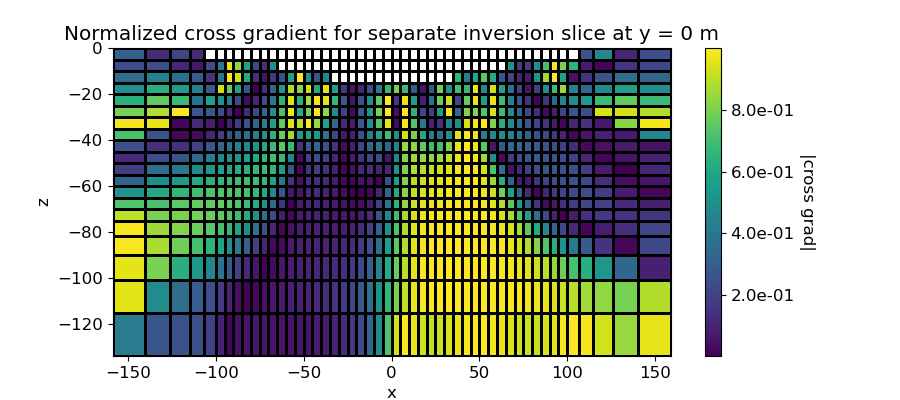 Normalized cross gradient for separate inversion slice at y = 0 m
0
−20
−40
−60
−80
−100
−120
z
−150
−100
−50
0
50
100
150
x
8.0e-01
6.0e-01
4.0e-01
2.0e-01
|cross grad|